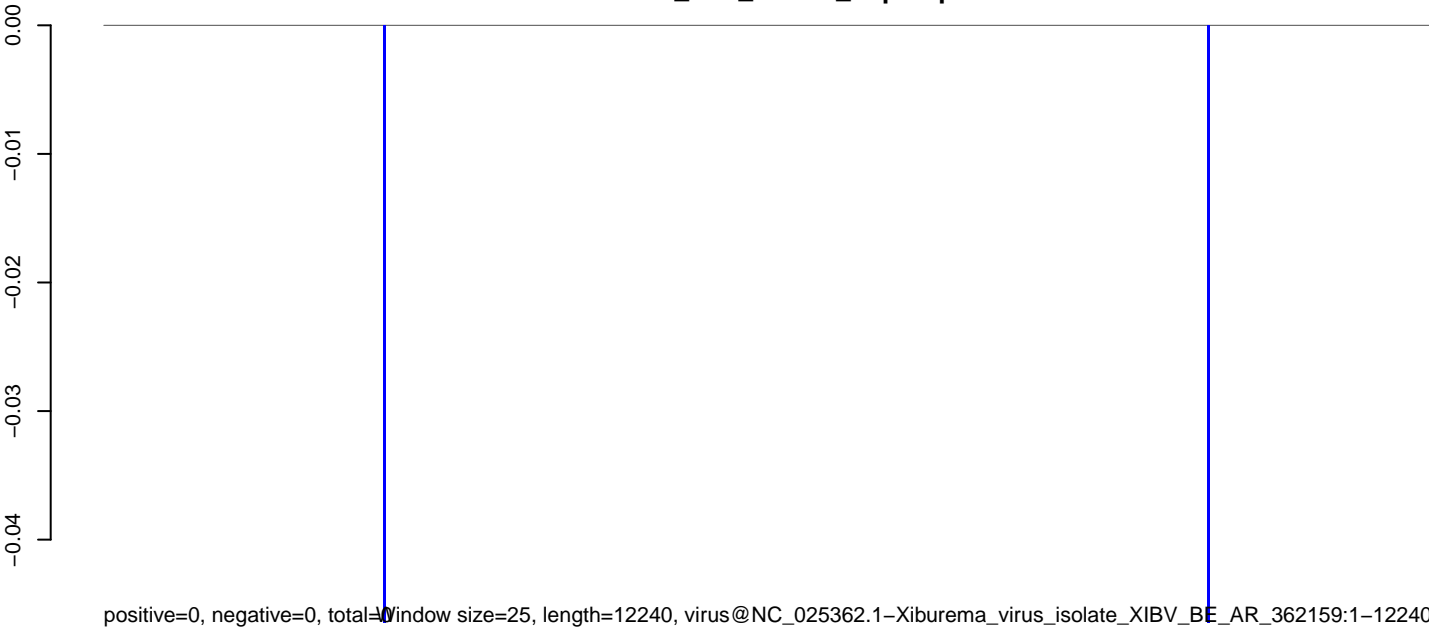 0.00
−0.01
−0.02
−0.03
−0.04
positive=0, negative=0, total=0
Window size=25, length=12240, virus@NC_025362.1−Xiburema_virus_isolate_XIBV_BE_AR_362159:1−12240